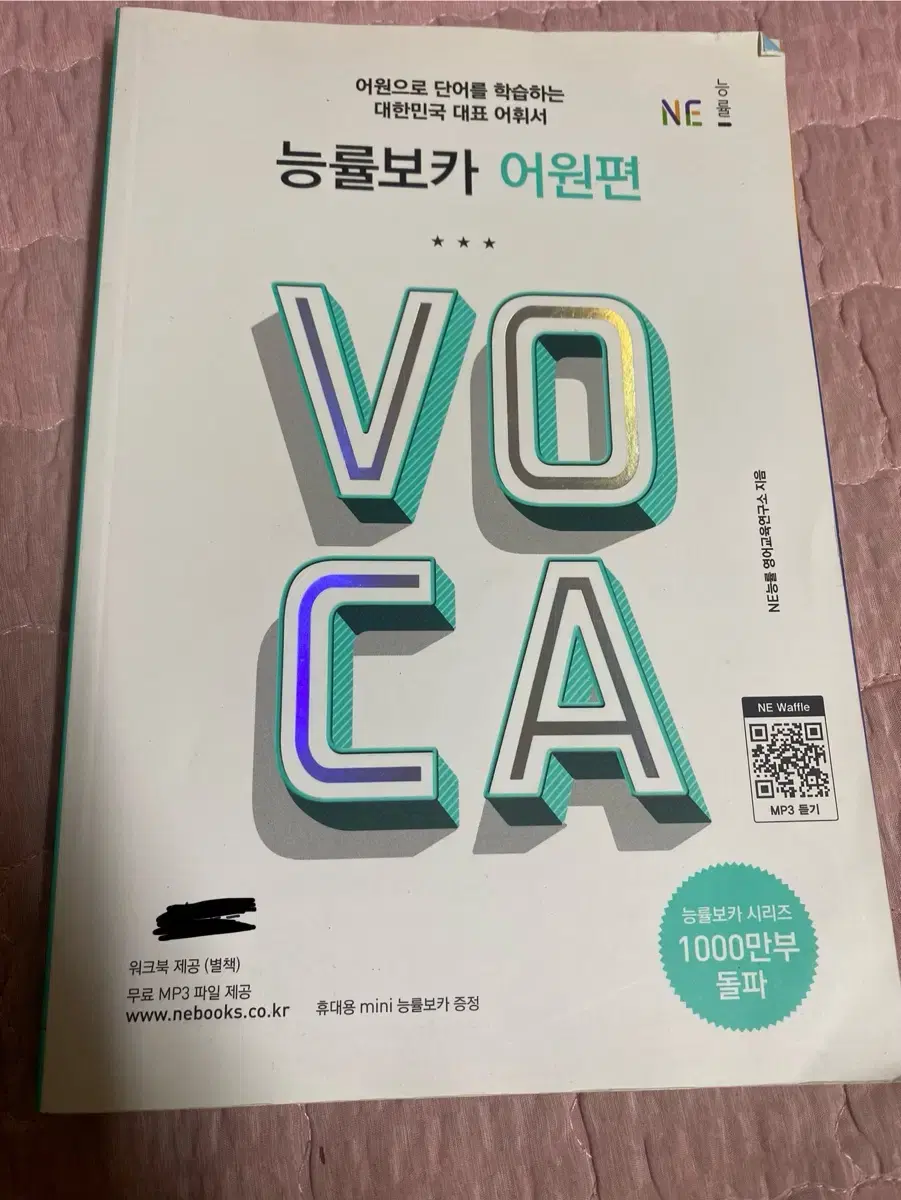 어원으로 단어를 학습하는
대한민국 대표 어휘서
NE 능률
능률보카 어원편
★ ★ ★
VO
CA
NE능률 영어교육연구소 지음
NE Waffle
MP3 듣기
능률보카 시리즈
1000만부
돌파
워크북 제공 (별책)
무료 MP3 파일 제공
www.nebooks.co.kr
휴대용 mini 능률보카 증정